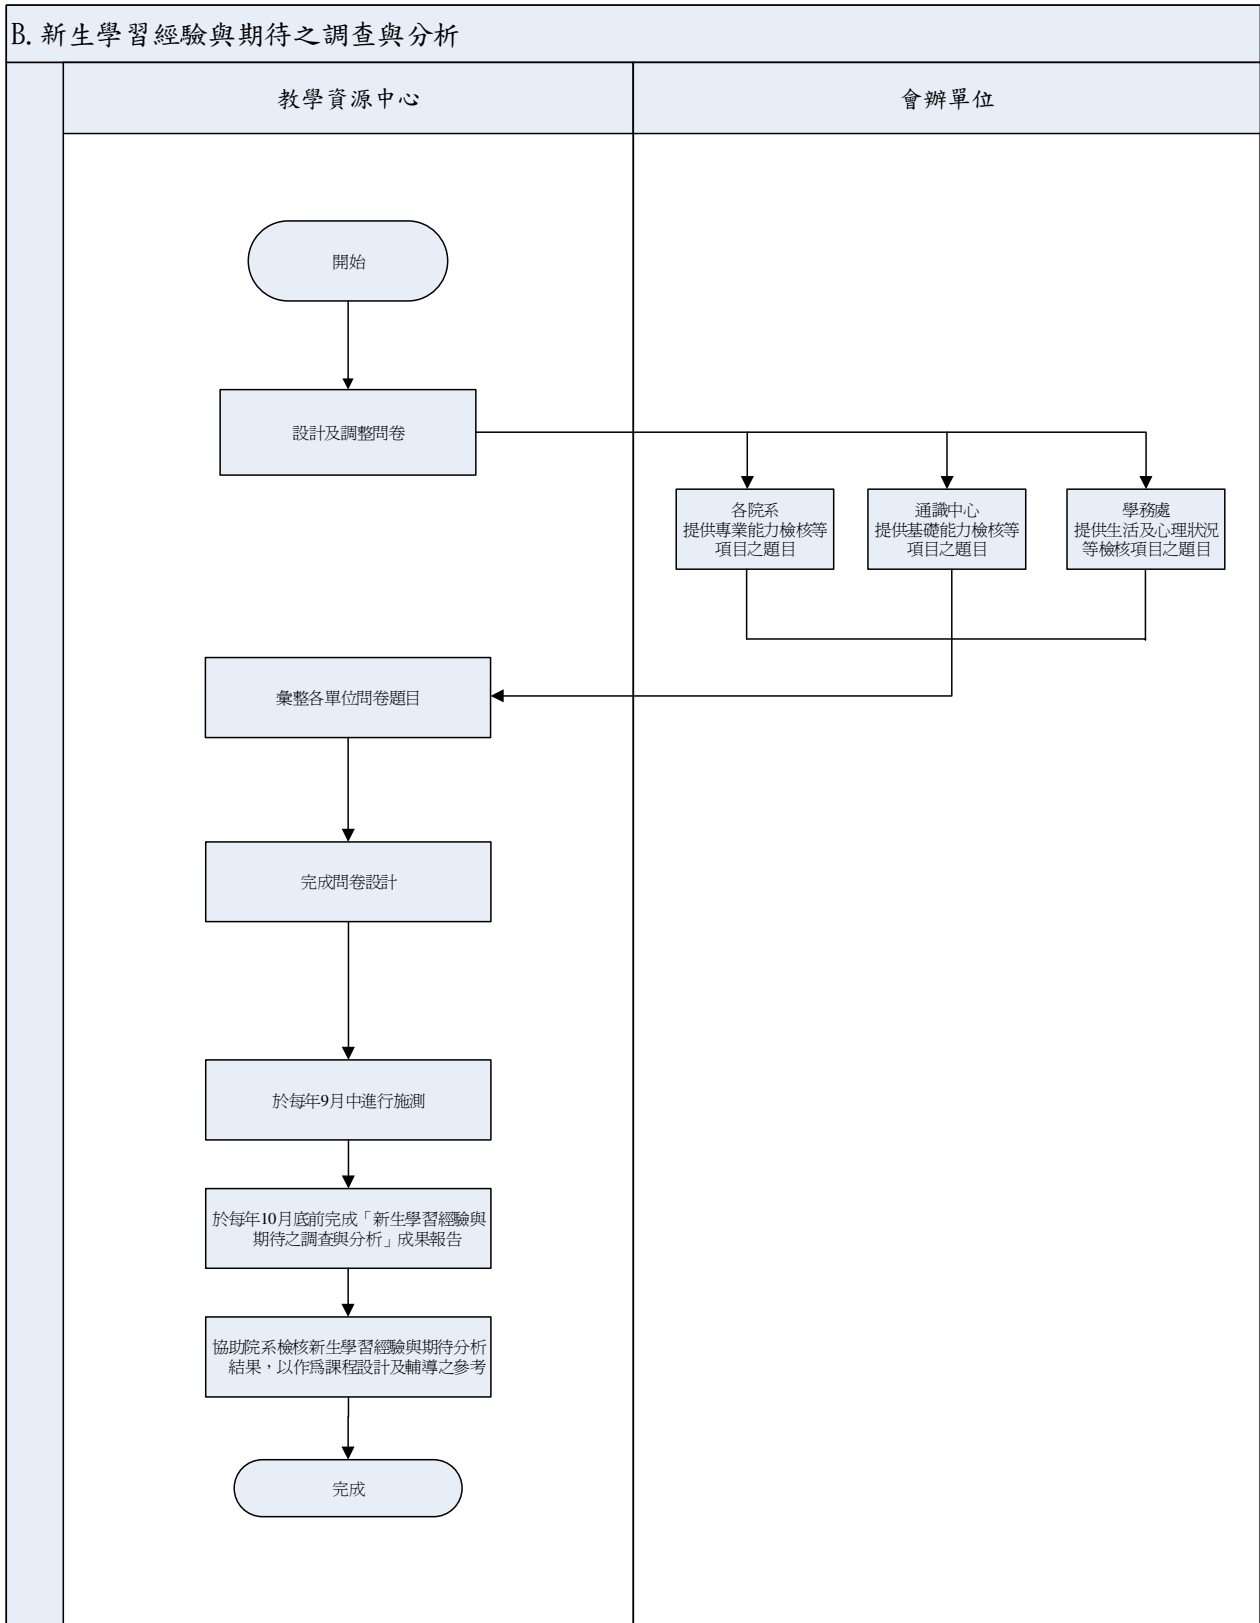 B. 新生學習經驗與期待之調查與分析
教學資源中心
會辦單位
開始
設計及調整問卷
各院系
提供專業能力檢核等
項目之題目
通識中心
提供基礎能力檢核等
項目之題目
學務處
提供生活及心理狀況
等檢核項目之題目
彙整各單位問卷題目
完成問卷設計
於每年9月中進行施測
於每年10月底前完成「新生學習經驗與
期待之調查與分析」成果報告
協助院系檢核新生學習經驗與期待分析
結果，以作為課程設計及輔導之參考
完成